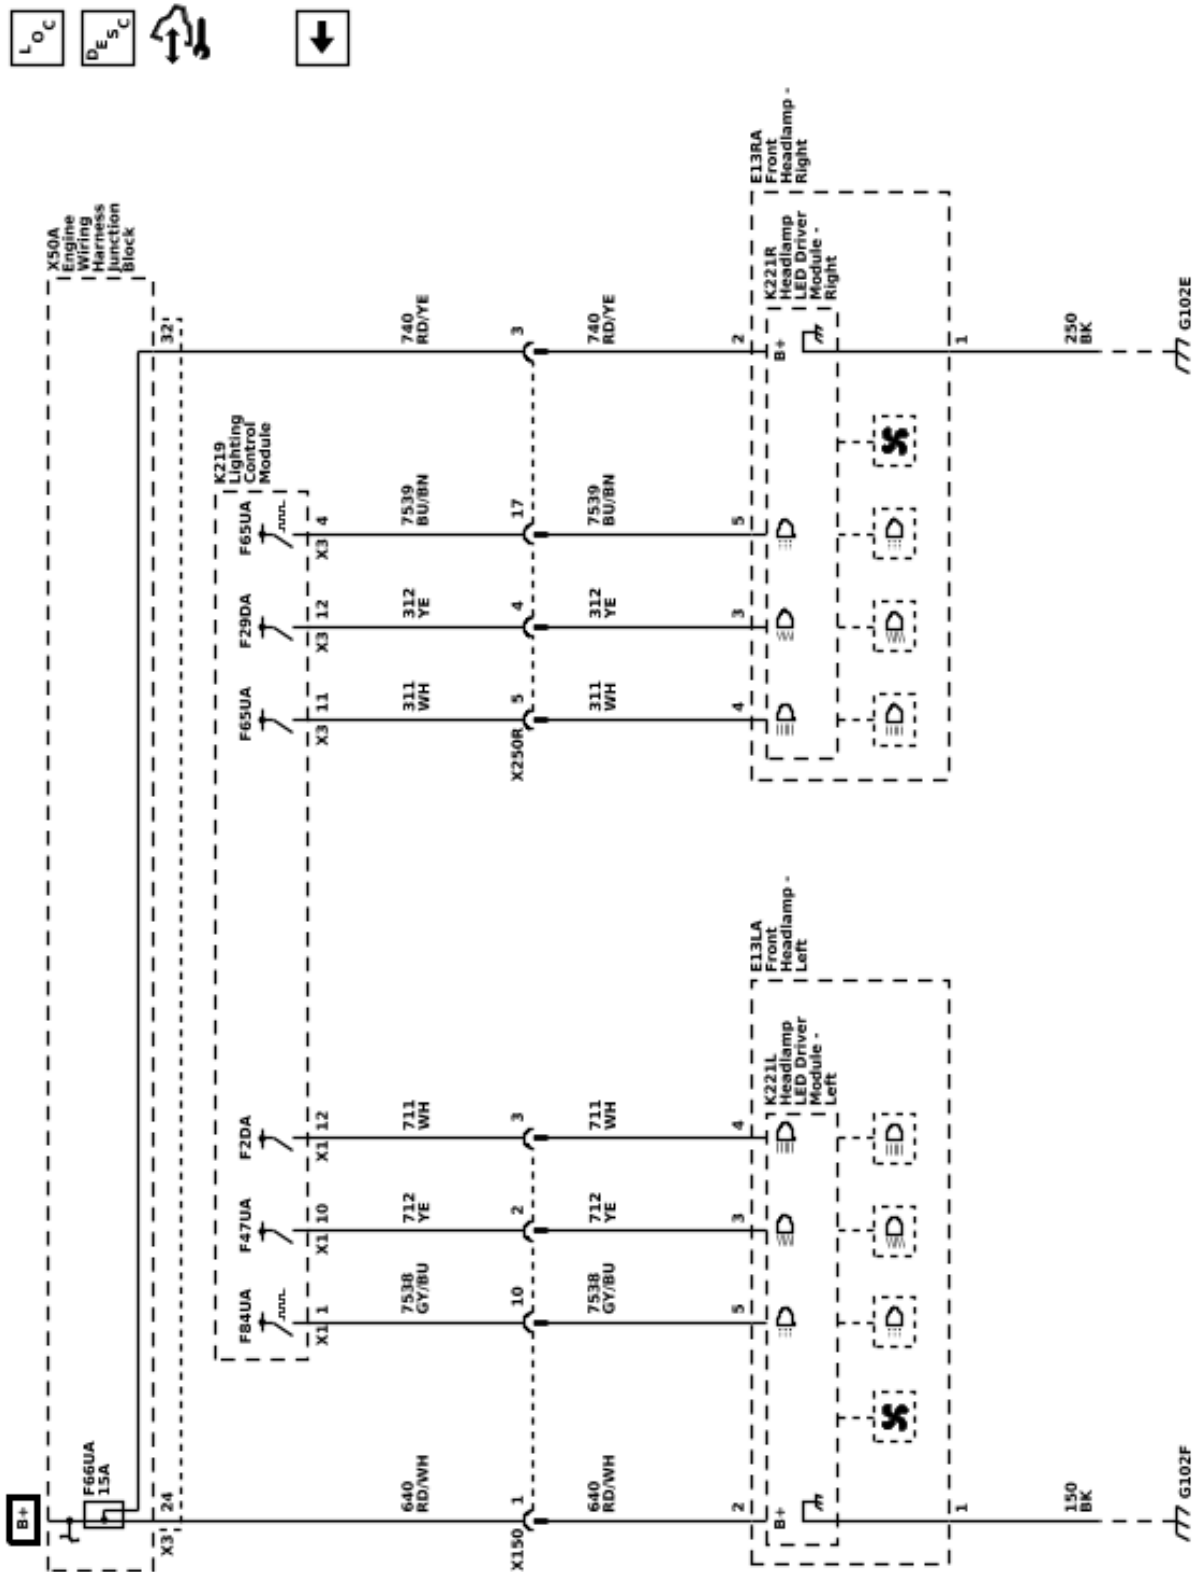 LOC
DESC
B+
F66UA
15A
X50A
Engine
Wiring
Harness
Junction
Block
X3
24
32
K219
Lighting
Control
Module
F84UA
F47UA
F2DA
F65UA
F29DA
F65UA
X1 1
X1 10
X1 12
X3 11
X3 12
X3 4
640
RD/WH
7538
GY/BU
712
YE
711
WH
311
WH
312
YE
7539
BU/BN
740
RD/YE
X150
1
10
2
3
X250R
5
4
17
3
640
RD/WH
7538
GY/BU
712
YE
711
WH
311
WH
312
YE
7539
BU/BN
740
RD/YE
2
5
3
4
4
3
5
2
E13LA
Front
Headlamp -
Left
E13RA
Front
Headlamp -
Right
B+
K221L
Headlamp
LED Driver
Module -
Left
K221R
Headlamp
LED Driver
Module -
Right
B+
1
1
150
BK
250
BK
G102F
G102E